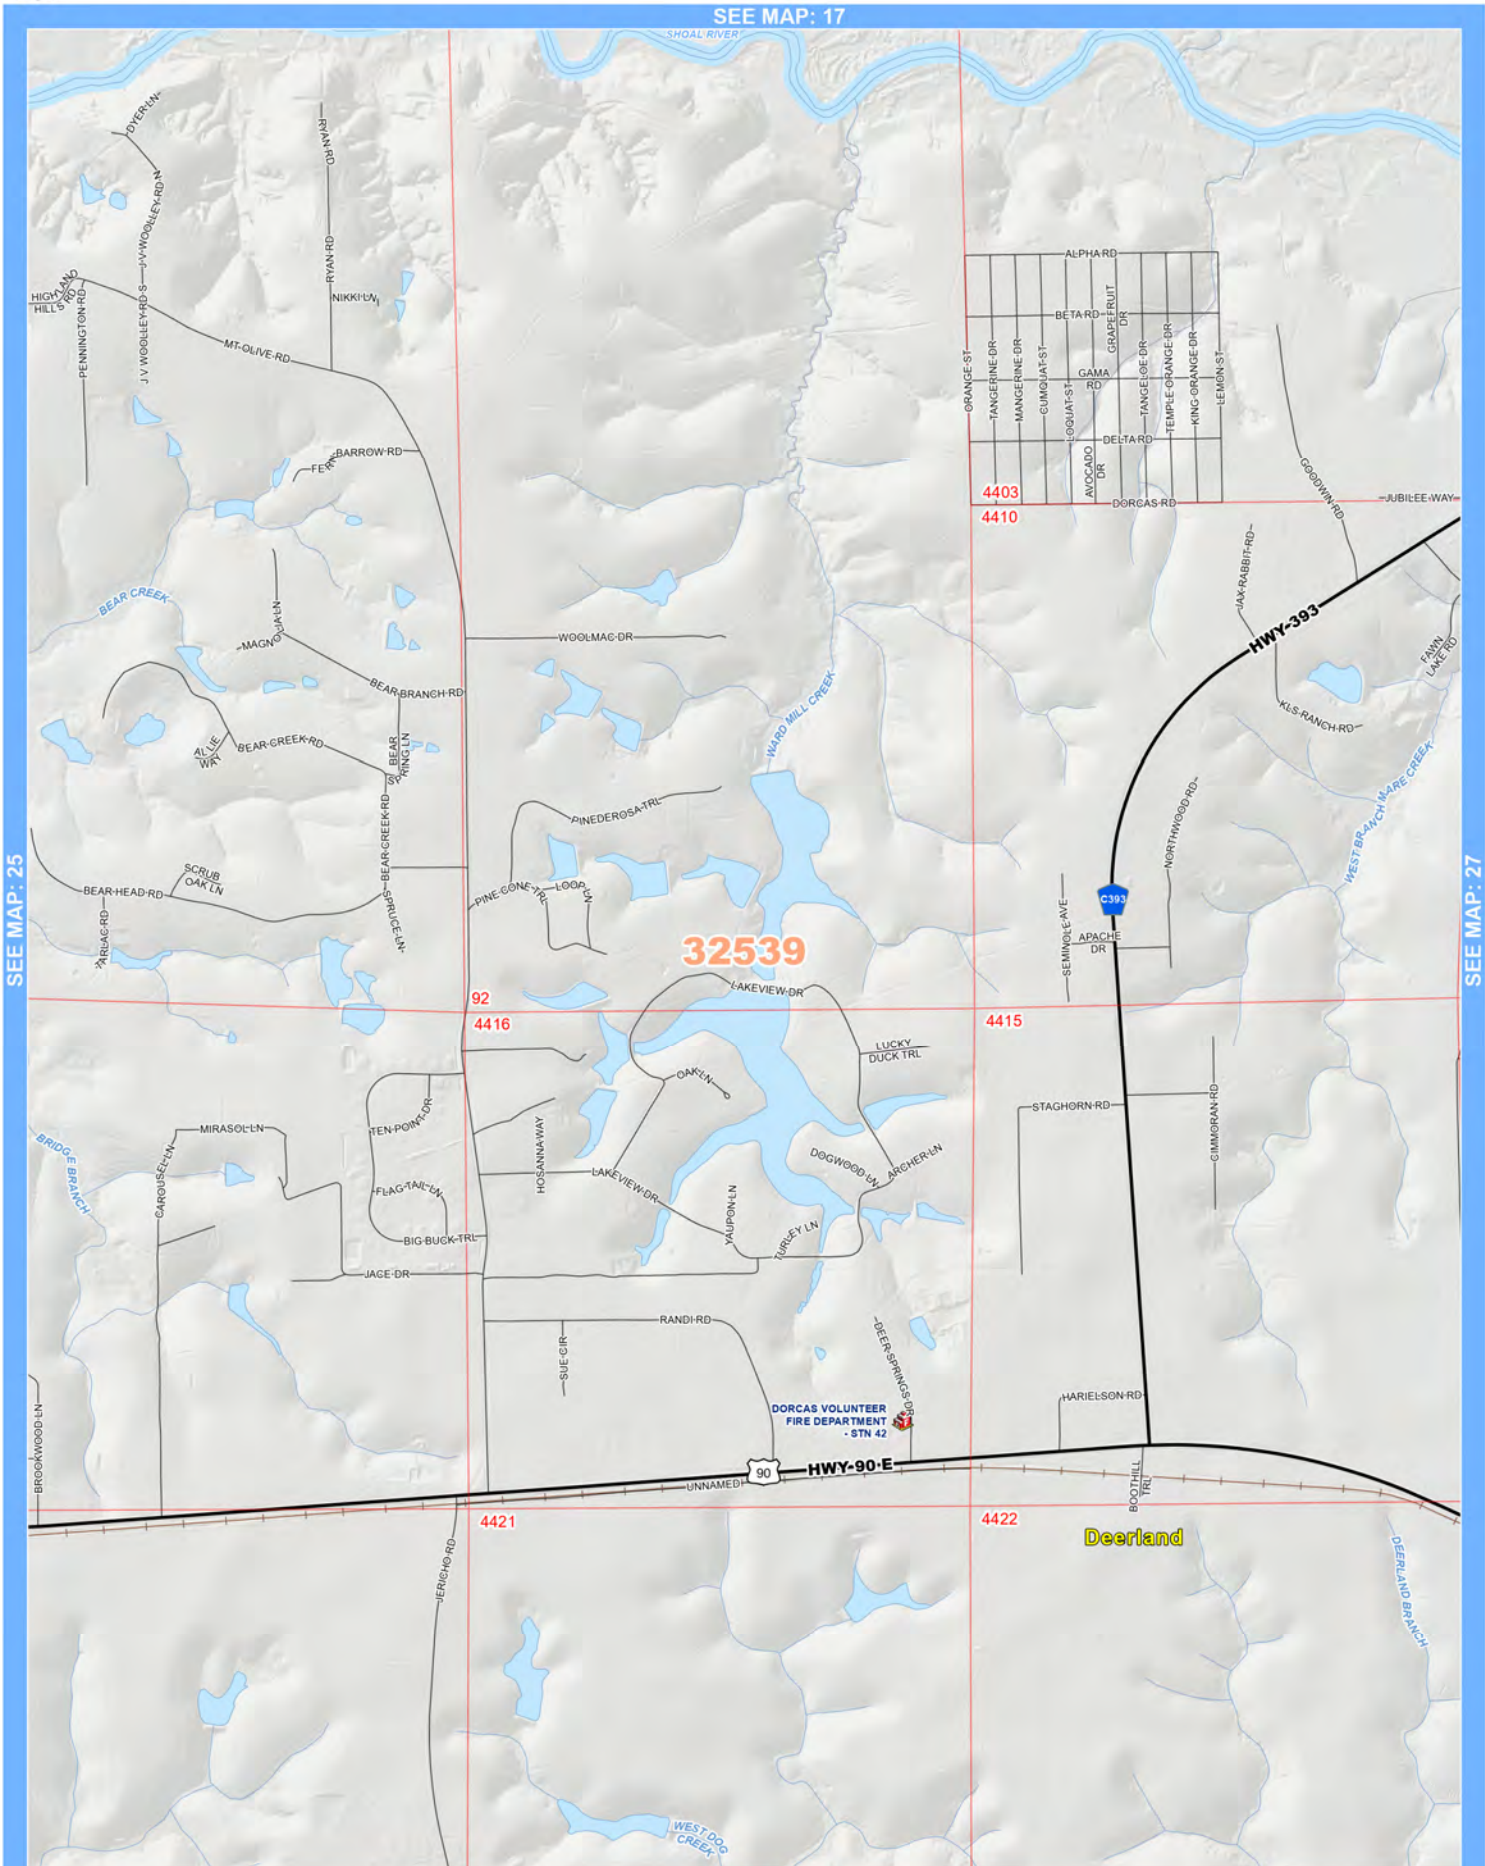 SEE MAP: 17
SHOAL RIVER
DYER LN
RYAN RD
J V WOOLLEY RD N
RYAN RD
ALPHA RD
HIGHLAND
HILLS RD
PENNINGTON RD
J V WOOLLEY RD S
NIKKI LN
BETA RD
GRAPEFRUIT
DR
MT OLIVE RD
ORANGE ST
TANGERINE DR
MANGERINE DR
CUMQUAT ST
LOQUAT ST
GAMA
RD
TANGELOE DR
TEMPLE ORANGE DR
KING ORANGE DR
LEMON ST
DELTA RD
AVOCADO
DR
BARROW RD
FERN
GOODWIN RD
4403
DORCAS RD
4410
JUBILEE WAY
JAX RABBIT RD
BEAR CREEK
MAGNOLIA LN
WOOLMAC DR
HWY-393
FAWN
LAKE RD
BEAR BRANCH RD
WARD MILL CREEK
KLS RANCH RD
ALLIE
WAY
BEAR CREEK RD
BEAR
SPRING LN
WEST BRANCH MARE CREEK
PINEDEROSA TRL
NORTHWOOD RD
BEAR CREEK RD
SEE MAP: 25
SEE MAP: 27
SCRUB
OAK LN
BEAR HEAD RD
PINE CONE TRL
LOOP LN
C393
SPRUCE LN
ARLAC RD
SEMINOLE AVE
APACHE
DR
32539
LAKEVIEW DR
92
4416
4415
LUCKY
DUCK TRL
OAK LN
STAGHORN RD
CIMMORAN RD
TEN POINT DR
MIRASOL LN
BRIDGE BRANCH
CAROUSEL LN
HOSANNA WAY
LAKEVIEW DR
DOGWOOD LN
ARCHER LN
FLAG TAIL LN
YAUPON LN
TURLEY LN
BIG BUCK TRL
JACE DR
RANDI RD
SUE CIR
DEER SPRINGS DR
HARIELSON RD
DORCAS VOLUNTEER
FIRE DEPARTMENT
- STN 42
BROOKWOOD LN
90
HWY-90 E
UNNAMED
BOOTHILL
TRL
4421
4422
Deerland
JERICHO RD
DEERLAND BRANCH
WEST DOG
CREEK